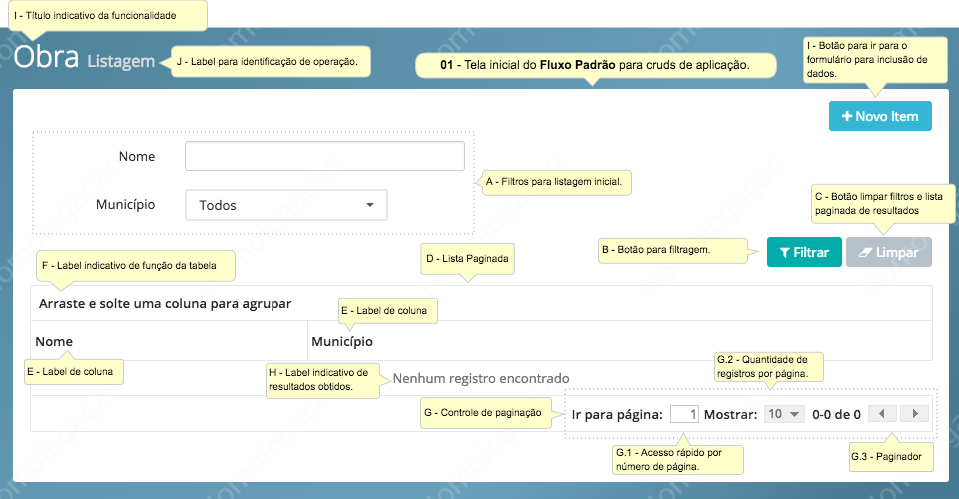 I - Título indicativo da funcionalidade
Obra Listagem
J - Label para identificação de operação.
01 - Tela inicial do Fluxo Padrão para cruds de aplicação.
I - Botão para ir para o
formulário para inclusão de
dados.
+ Novo Item
Nome
A - Filtros para listagem inicial.
Município
Todos
C - Botão limpar filtros e lista
paginada de resultados
B - Botão para filtragem.
Filtrar
Limpar
F - Label indicativo de função da tabela
D - Lista Paginada
Arraste e solte uma coluna para agrupar
E - Label de coluna
Nome
Município
E - Label de coluna
H - Label indicativo de
resultados obtidos.
Nenhum registro encontrado
G.2 - Quantidade de
registros por página.
G - Controle de paginação
Ir para página: 1 Mostrar: 10 0-0 de 0
G.1 - Acesso rápido por
número de página.
G.3 - Paginador
Homologação